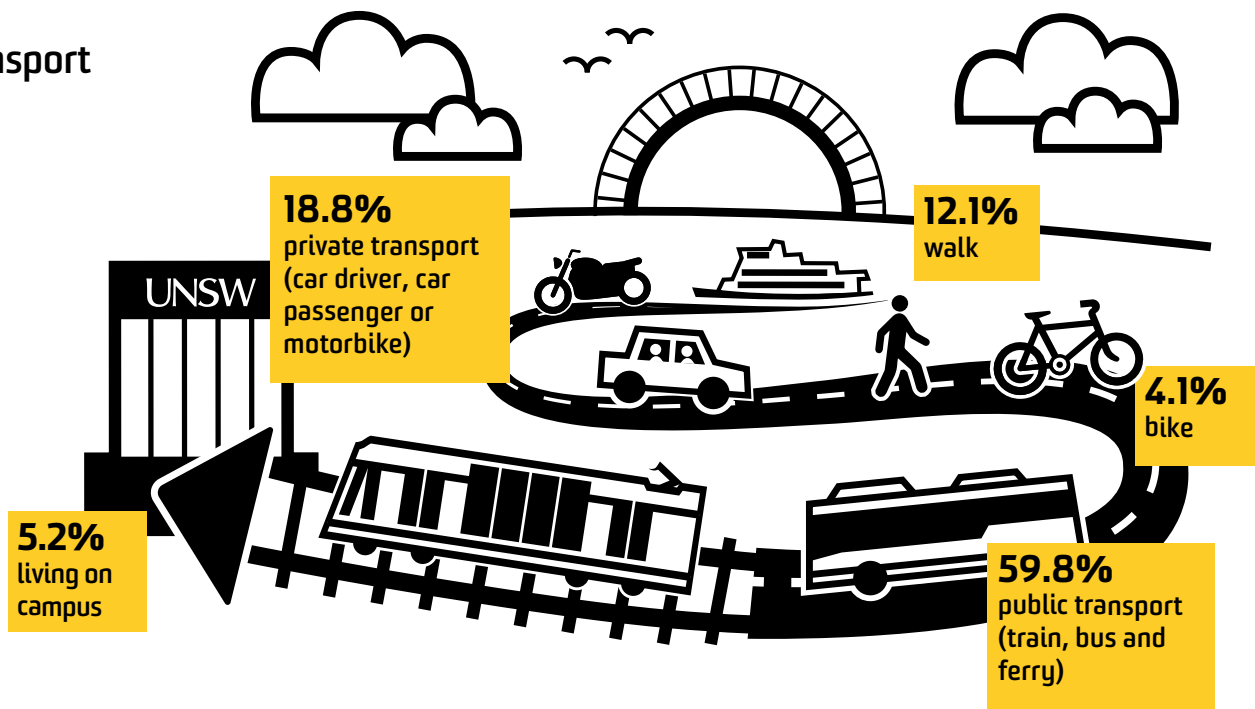 18.8%
private transport
(car driver, car
passenger or
motorbike)
12.1%
walk
UNSW
4.1%
bike
5.2%
living on
campus
59.8%
public transport
(train, bus and
ferry)